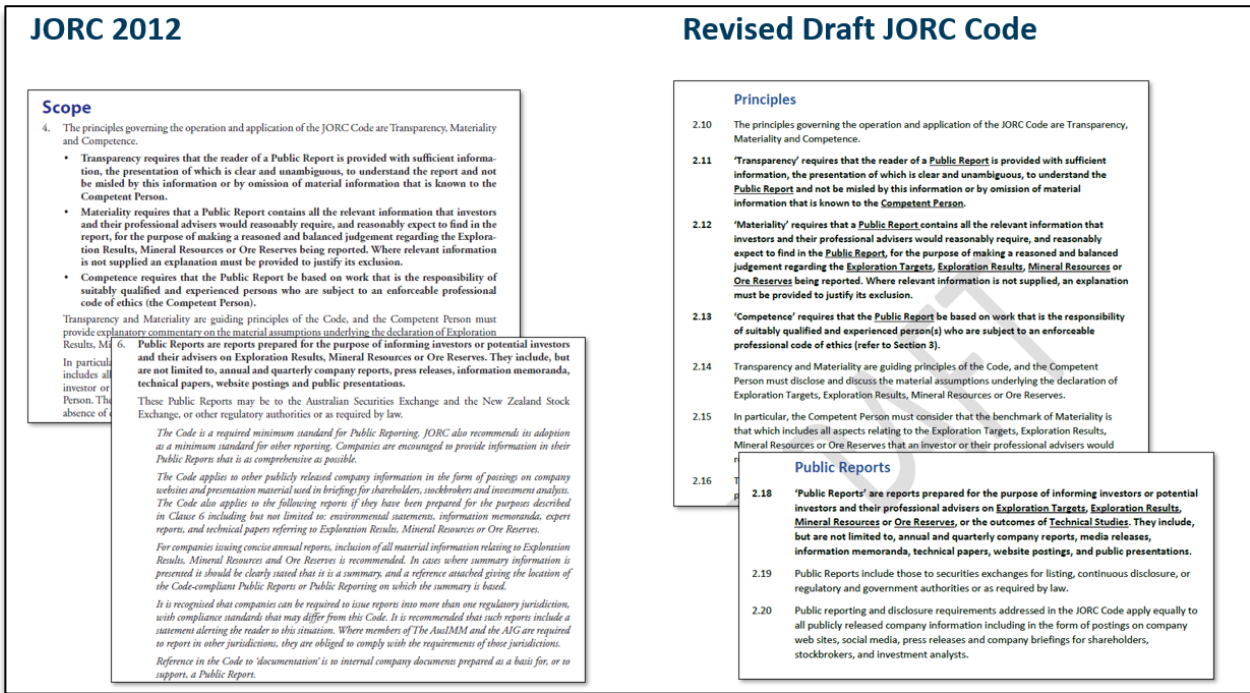 JORC 2012
Scope
4. The principles governing the operation and application of the JORC Code are Transparency, Materiality
and Competence.
• Transparency requires that the reader of a Public Report is provided with sufficient informa-
tion, the presentation of which is clear and unambiguous, to understand the report and not
be misled by this information or by omission of material information that is known to the
Competent Person.
• Materiality requires that a Public Report contains all the relevant information that investors
and their professional advisers would reasonably require, and reasonably expect to find in the
report, for the purpose of making a reasoned and balanced judgement regarding the Explora-
tion Results, Mineral Resources or Ore Reserves being reported. Where relevant information
is not supplied an explanation must be provided to justify its exclusion.
• Competence requires that the Public Report be based on work that is the responsibility of
suitably qualified and experienced persons who are subject to an enforceable professional
code of ethics (the Competent Person).
Transparency and Materiality are guiding principles of the Code, and the Competent Person must
provide explanatory commentary on the material assumptions underlying the declaration of Exploration
Results, Mi
In particula
includes all
investor or
Person. The
absence of
6. Public Reports are reports prepared for the purpose of informing investors or potential investors
and their advisers on Exploration Results, Mineral Resources or Ore Reserves. They include, but
are not limited to, annual and quarterly company reports, press releases, information memoranda,
technical papers, website postings and public presentations.
These Public Reports may be to the Australian Securities Exchange and the New Zealand Stock
Exchange, or other regulatory authorities or as required by law.
The Code is a required minimum standard for Public Reporting. JORC also recommends its adoption
as a minimum standard for other reporting. Companies are encouraged to provide information in their
Public Reports that is as comprehensive as possible.
The Code applies to other publicly released company information in the form of postings on company
websites and presentation material used in briefings for shareholders, stockbrokers and investment analysts.
The Code also applies to the following reports if they have been prepared for the purposes described
in Clause 6 including but not limited to: environmental statements, information memoranda, expert
reports, and technical papers referring to Exploration Results, Mineral Resources or Ore Reserves.
For companies issuing concise annual reports, inclusion of all material information relating to Exploration
Results, Mineral Resources and Ore Reserves is recommended. In cases where summary information is
presented it should be clearly stated that it is a summary, and a reference attached giving the location of
the Code-compliant Public Reports or Public Reporting on which the summary is based.
It is recognised that companies can be required to issue reports into more than one regulatory jurisdiction,
with compliance standards that may differ from this Code. It is recommended that such reports include a
statement alerting the reader to this situation. Where members of The AusIMM and the AIG are required
to report in other jurisdictions, they are obliged to comply with the requirements of those jurisdictions.
Reference in the Code to 'documentation' is to internal company documents prepared as a basis for, or to
support, a Public Report.
Revised Draft JORC Code
Principles
2.10 The principles governing the operation and application of the JORC Code are Transparency,
Materiality and Competence.
2.11 'Transparency' requires that the reader of a Public Report is provided with sufficient
information, the presentation of which is clear and unambiguous, to understand the
Public Report and not be misled by this information or by omission of material
information that is known to the Competent Person.
2.12 'Materiality' requires that a Public Report contains all the relevant information that
investors and their professional advisers would reasonably require, and reasonably
expect to find in the Public Report, for the purpose of making a reasoned and balanced
judgement regarding the Exploration Targets, Exploration Results, Mineral Resources or
Ore Reserves being reported. Where relevant information is not supplied, an explanation
must be provided to justify its exclusion.
2.13 'Competence' requires that the Public Report be based on work that is the responsibility
of suitably qualified and experienced person(s) who are subject to an enforceable
professional code of ethics (refer to Section 3).
2.14 Transparency and Materiality are guiding principles of the Code, and the Competent
Person must disclose and discuss the material assumptions underlying the declaration of
Exploration Targets, Exploration Results, Mineral Resources or Ore Reserves.
2.15 In particular, the Competent Person must consider that the benchmark of Materiality is
that which includes all aspects relating to the Exploration Targets, Exploration Results,
Mineral Resources or Ore Reserves that an investor or their professional advisers would
2.16
DRAFT
Public Reports
2.18 'Public Reports' are reports prepared for the purpose of informing investors or potential
investors and their professional advisers on Exploration Targets, Exploration Results,
Mineral Resources or Ore Reserves, or the outcomes of Technical Studies. They include,
but are not limited to, annual and quarterly company reports, media releases,
information memoranda, technical papers, website postings, and public presentations.
2.19 Public Reports include those to securities exchanges for listing, continuous disclosure, or
regulatory and government authorities or as required by law.
2.20 Public reporting and disclosure requirements addressed in the JORC Code apply equally to
all publicly released company information including in the form of postings on company
web sites, social media, press releases and company briefings for shareholders,
stockbrokers, and investment analysts.